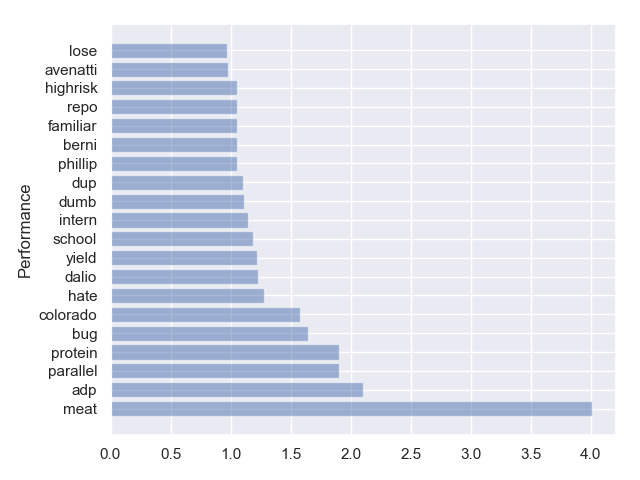 lose
avenatti
highrisk
repo
familiar
berni
phillip
dup
dumb
intern
school
yield
dalio
hate
colorado
bug
protein
parallel
adp
meat
Performance
0.0 0.5 1.0 1.5 2.0 2.5 3.0 3.5 4.0